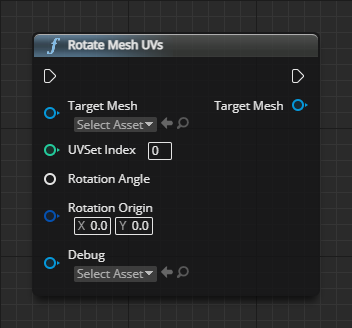 Rotate Mesh UVs
Target Mesh
Target Mesh
Select Asset
UVSet Index 0
Rotation Angle
Rotation Origin
X 0.0 Y 0.0
Debug
Select Asset